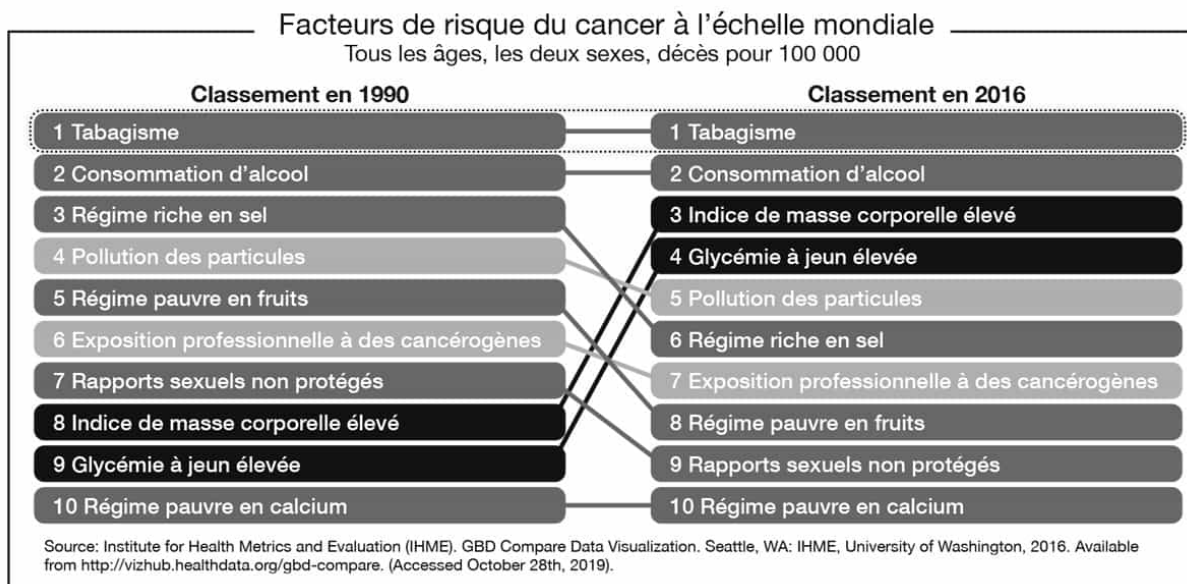 Facteurs de risque du cancer à l'échelle mondiale
Tous les âges, les deux sexes, décès pour 100 000
Classement en 1990
1 Tabagisme
2 Consommation d'alcool
3 Régime riche en sel
4 Pollution des particules
5 Régime pauvre en fruits
6 Exposition professionnelle à des cancérogènes
7 Rapports sexuels non protégés
8 Indice de masse corporelle élevé
9 Glycémie à jeun élevée
10 Régime pauvre en calcium
Classement en 2016
1 Tabagisme
2 Consommation d'alcool
3 Indice de masse corporelle élevé
4 Glycémie à jeun élevée
5 Pollution des particules
6 Régime riche en sel
7 Exposition professionnelle à des cancérogènes
8 Régime pauvre en fruits
9 Rapports sexuels non protégés
10 Régime pauvre en calcium
Source: Institute for Health Metrics and Evaluation (IHME). GBD Compare Data Visualization. Seattle, WA: IHME, University of Washington, 2016. Available
from http://vizhub.healthdata.org/gbd-compare. (Accessed October 28th, 2019).